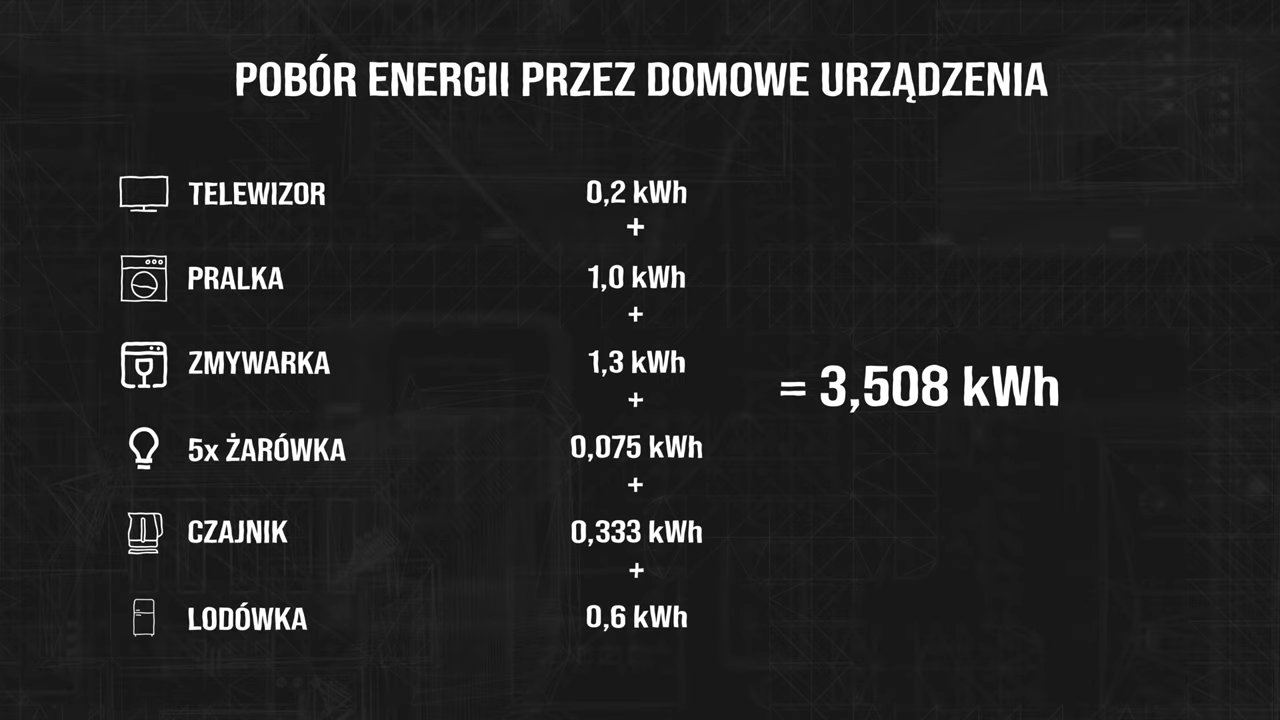 POBÓR ENERGII PRZEZ DOMOWE URZĄDZENIA
TELEWIZOR 0,2 kWh
+
PRALKA 1,0 kWh
+
ZMYWARKA 1,3 kWh
+
= 3,508 kWh
5x ŻARÓWKA 0,075 kWh
+
CZAJNIK 0,333 kWh
+
LODÓWKA 0,6 kWh